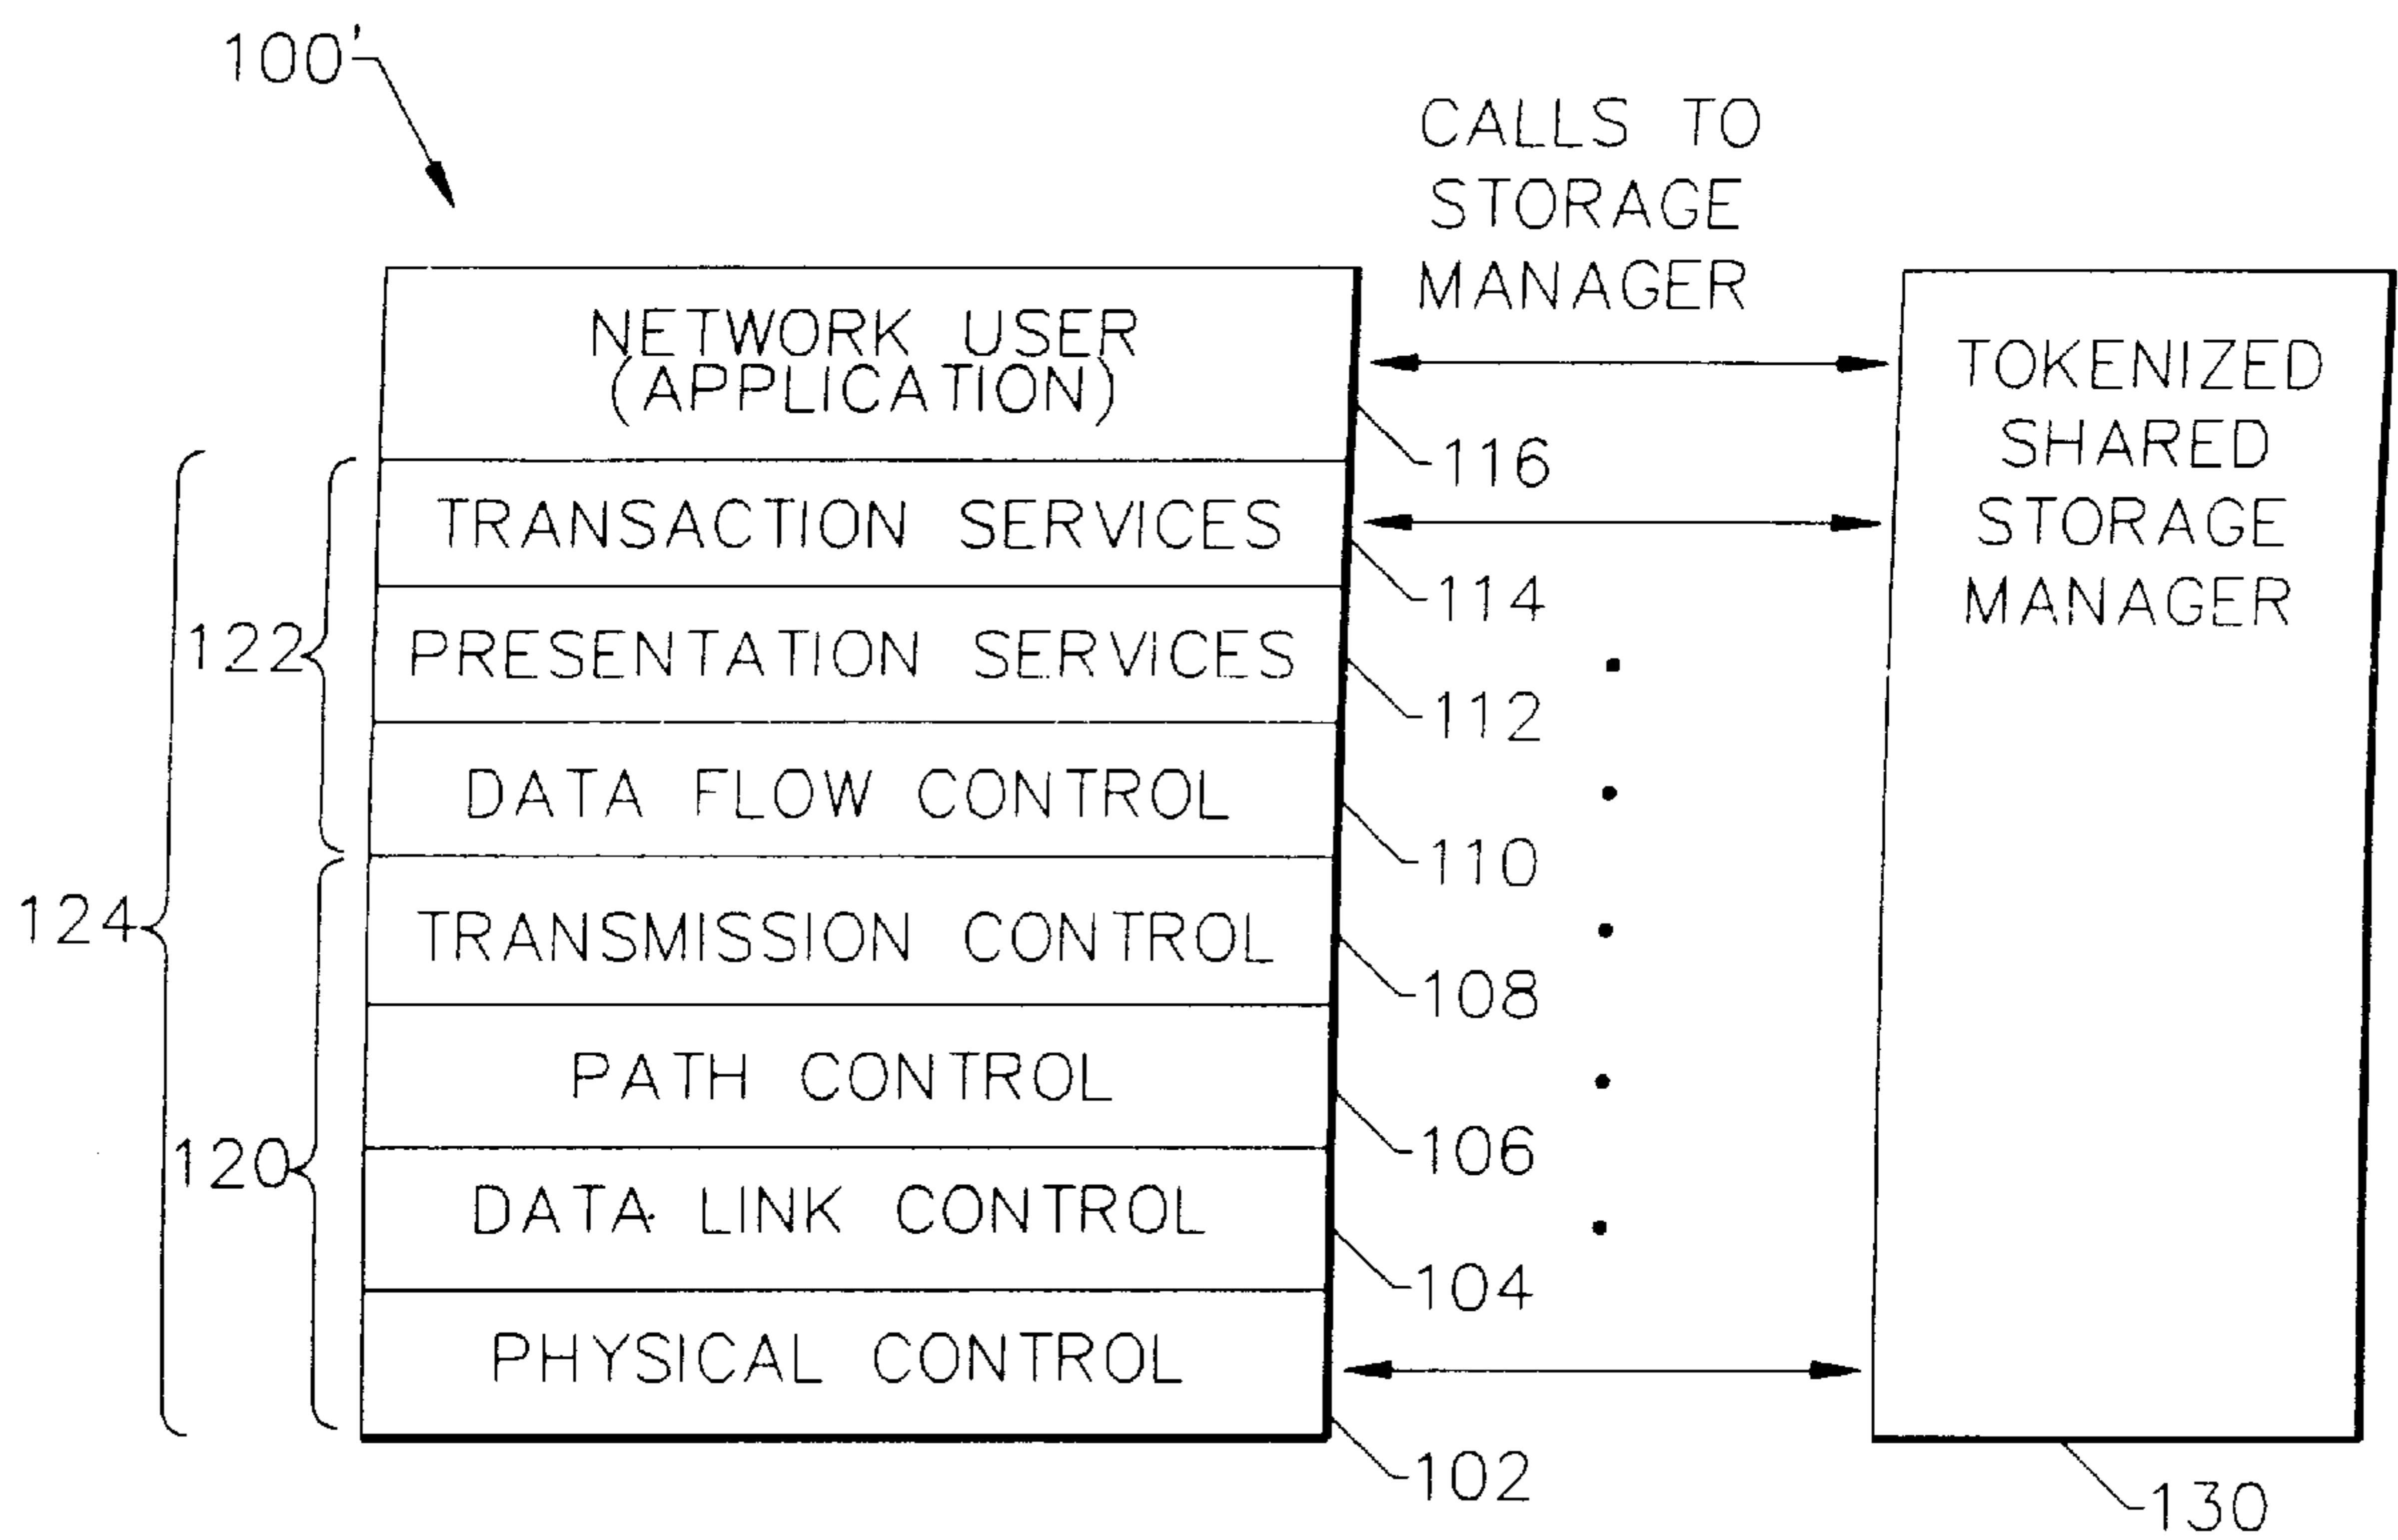 100'
CALLS TO
STORAGE
MANAGER
NETWORK USER
(APPLICATION)
116
TRANSACTION SERVICES
114
122
PRESENTATION SERVICES
112
DATA FLOW CONTROL
110
124
TRANSMISSION CONTROL
108
PATH CONTROL
106
120
DATA LINK CONTROL
104
PHYSICAL CONTROL
102
TOKENIZED
SHARED
STORAGE
MANAGER
130